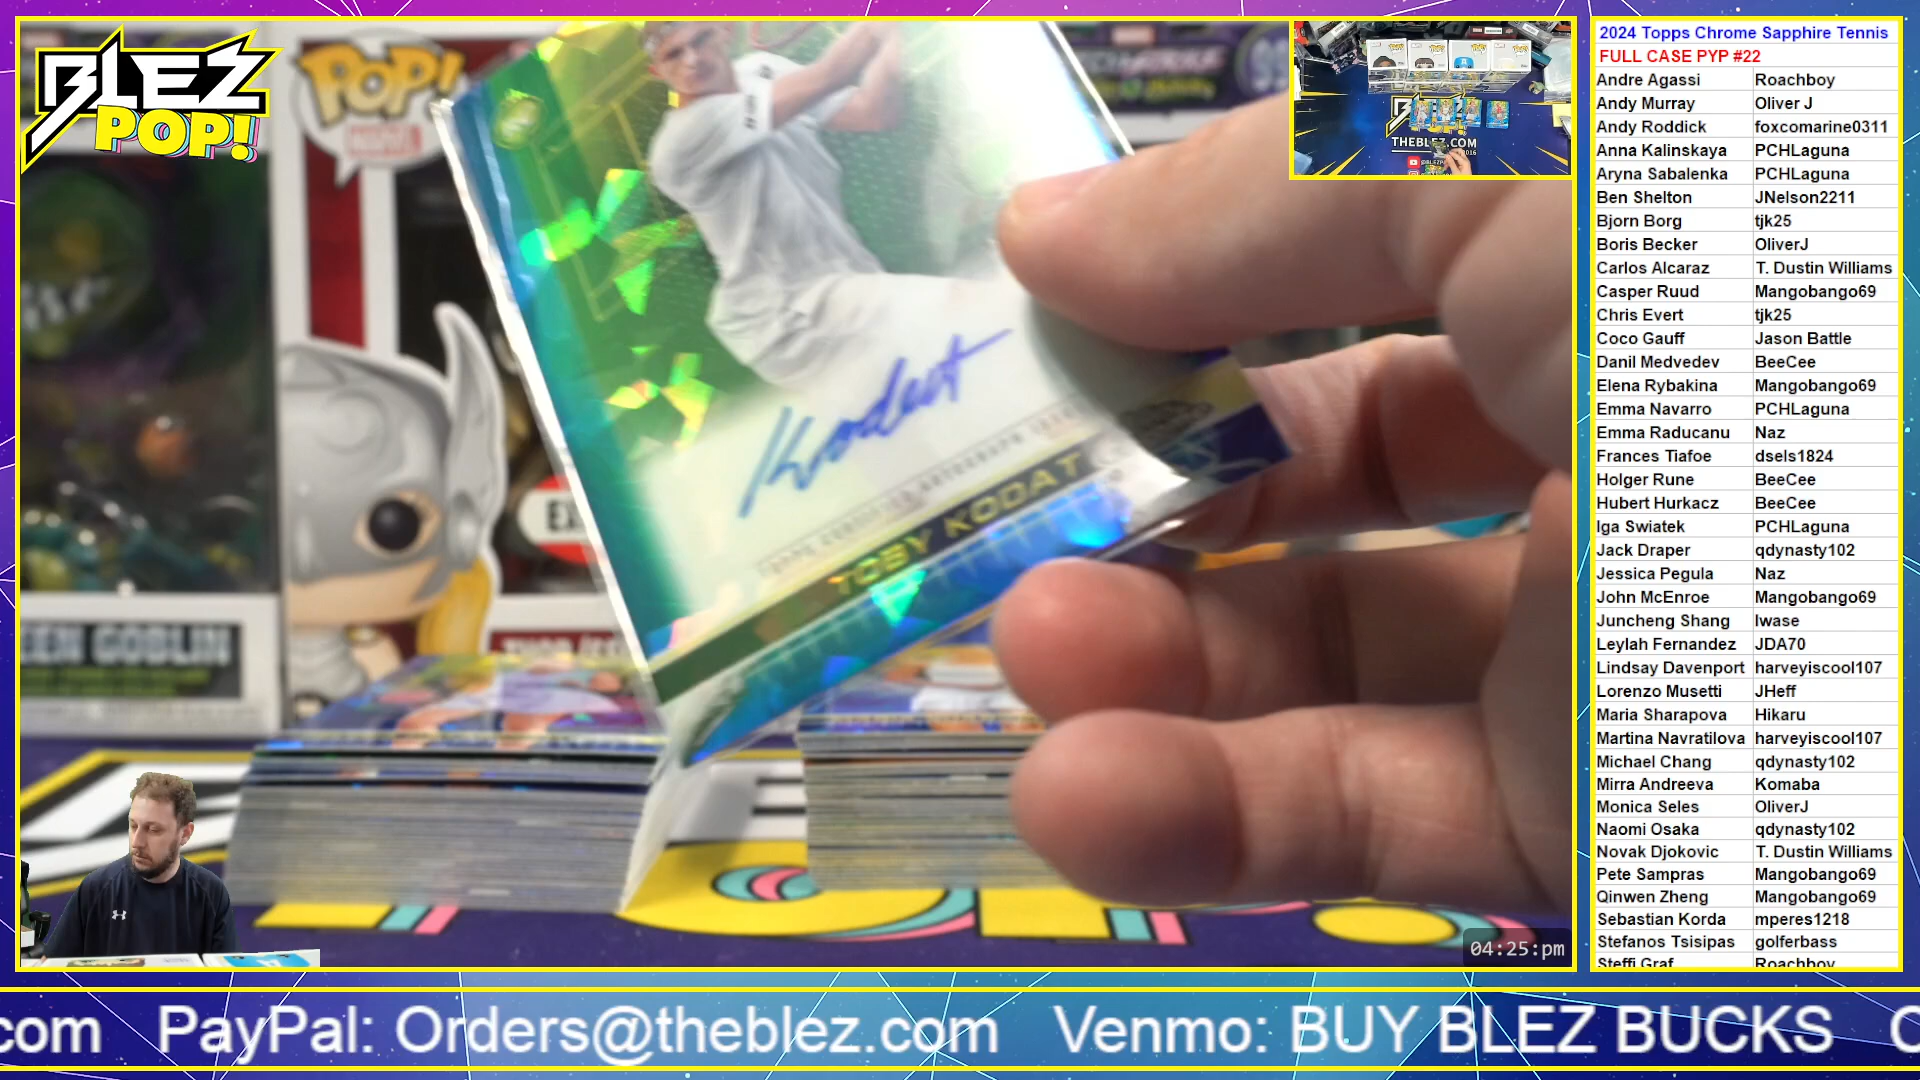 BLEZ
POP!
POP!
MARVEL
THEBLEZ.COM
Kodat
TOPPS CERTIFIED AUTOGRAPH ISSUE
TOBY KODAT
GOBLIN
04:25:pm
2024 Topps Chrome Sapphire Tennis
FULL CASE PYP #22
Andre Agassi Roachboy
Andy Murray Oliver J
Andy Roddick foxcomarine0311
Anna Kalinskaya PCHLaguna
Aryna Sabalenka PCHLaguna
Ben Shelton JNelson2211
Bjorn Borg tjk25
Boris Becker OliverJ
Carlos Alcaraz T. Dustin Williams
Casper Ruud Mangobango69
Chris Evert tjk25
Coco Gauff Jason Battle
Danil Medvedev BeeCee
Elena Rybakina Mangobango69
Emma Navarro PCHLaguna
Emma Raducanu Naz
Frances Tiafoe dsels1824
Holger Rune BeeCee
Hubert Hurkacz BeeCee
Iga Swiatek PCHLaguna
Jack Draper qdynasty102
Jessica Pegula Naz
John McEnroe Mangobango69
Juncheng Shang Iwase
Leylah Fernandez JDA70
Lindsay Davenport harveyiscool107
Lorenzo Musetti JHeff
Maria Sharapova Hikaru
Martina Navratilova harveyiscool107
Michael Chang qdynasty102
Mirra Andreeva Komaba
Monica Seles OliverJ
Naomi Osaka qdynasty102
Novak Djokovic T. Dustin Williams
Pete Sampras Mangobango69
Qinwen Zheng Mangobango69
Sebastian Korda mperes1218
Stefanos Tsisipas golferbass
Steffi Graf Roachboy
com PayPal: Orders@theblez.com Venmo: BUY BLEZ BUCKS